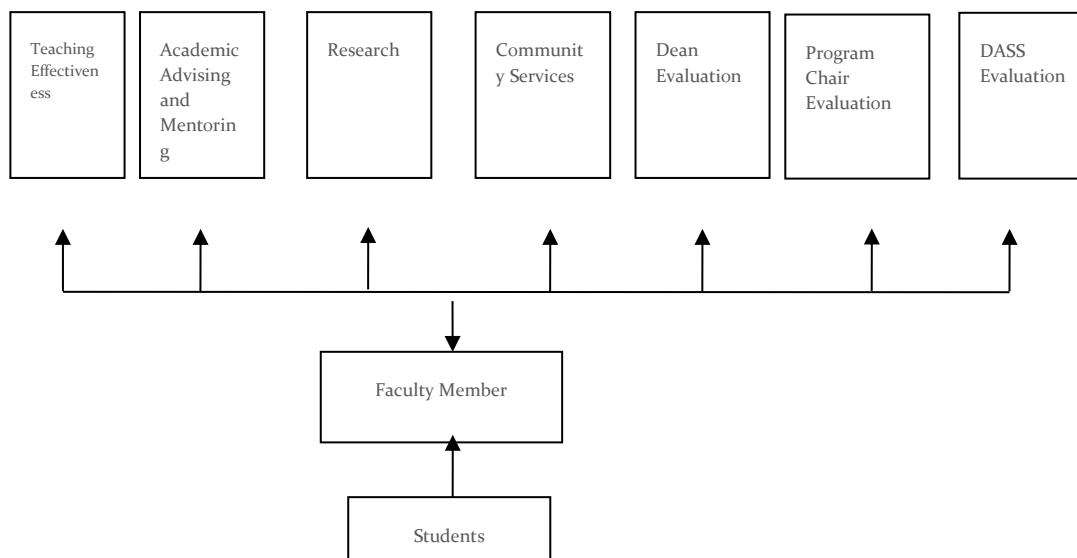 Teaching
Effectiven
ess
Academic
Advising
and
Mentorin
g
Research
Communit
y Services
Dean
Evaluation
Program
Chair
Evaluation
DASS
Evaluation
Faculty Member
Students